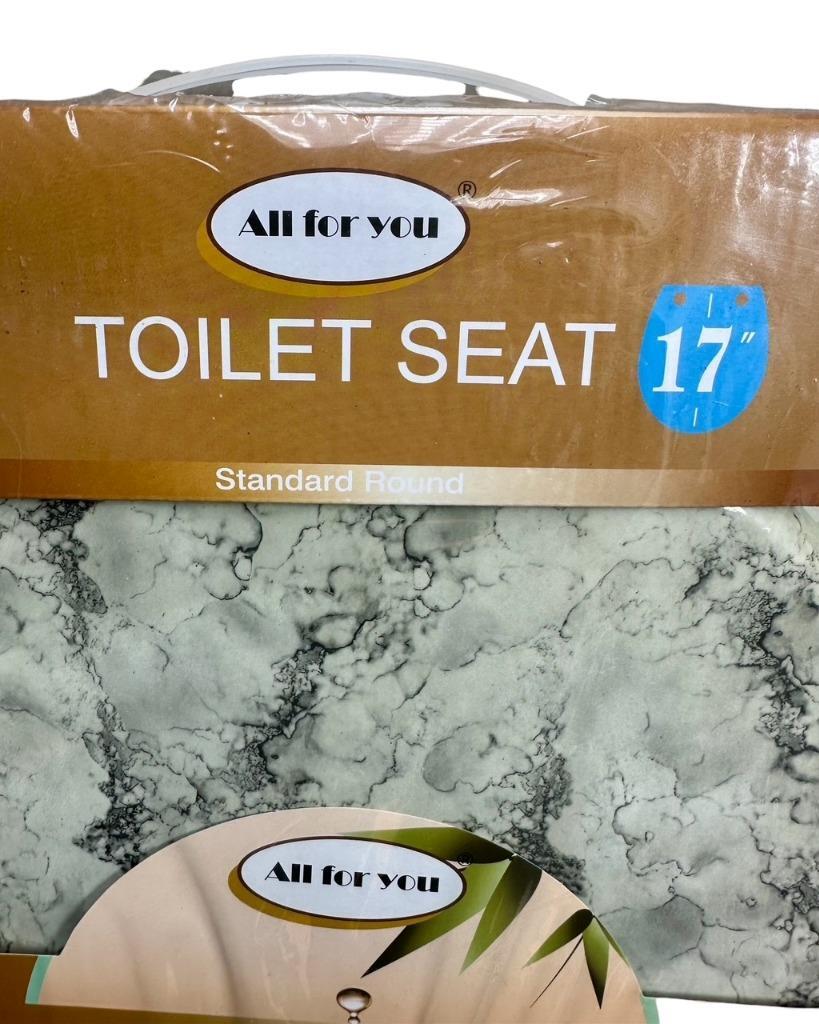 All for you ®
TOILET SEAT 17"
Standard Round
All for you ®